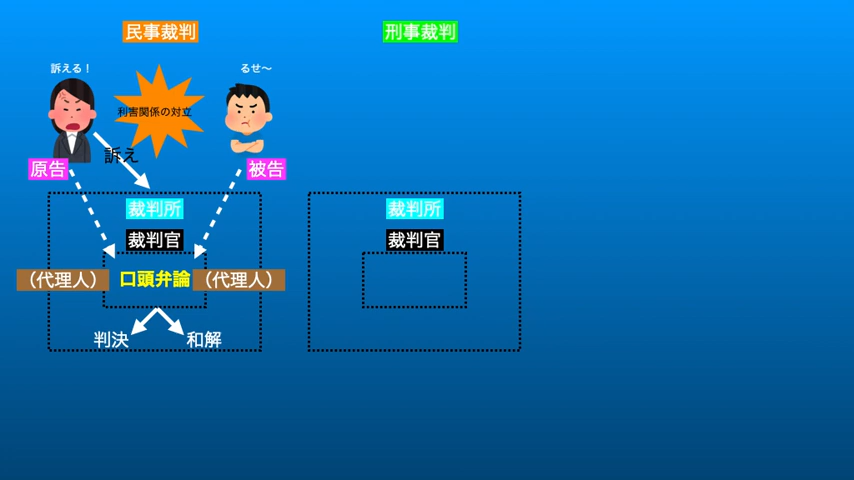 民事裁判
刑事裁判
訴える！
るせ〜
利害関係の対立
訴え
原告
被告
裁判所
裁判所
裁判官
裁判官
（代理人）
口頭弁論
（代理人）
判決
和解